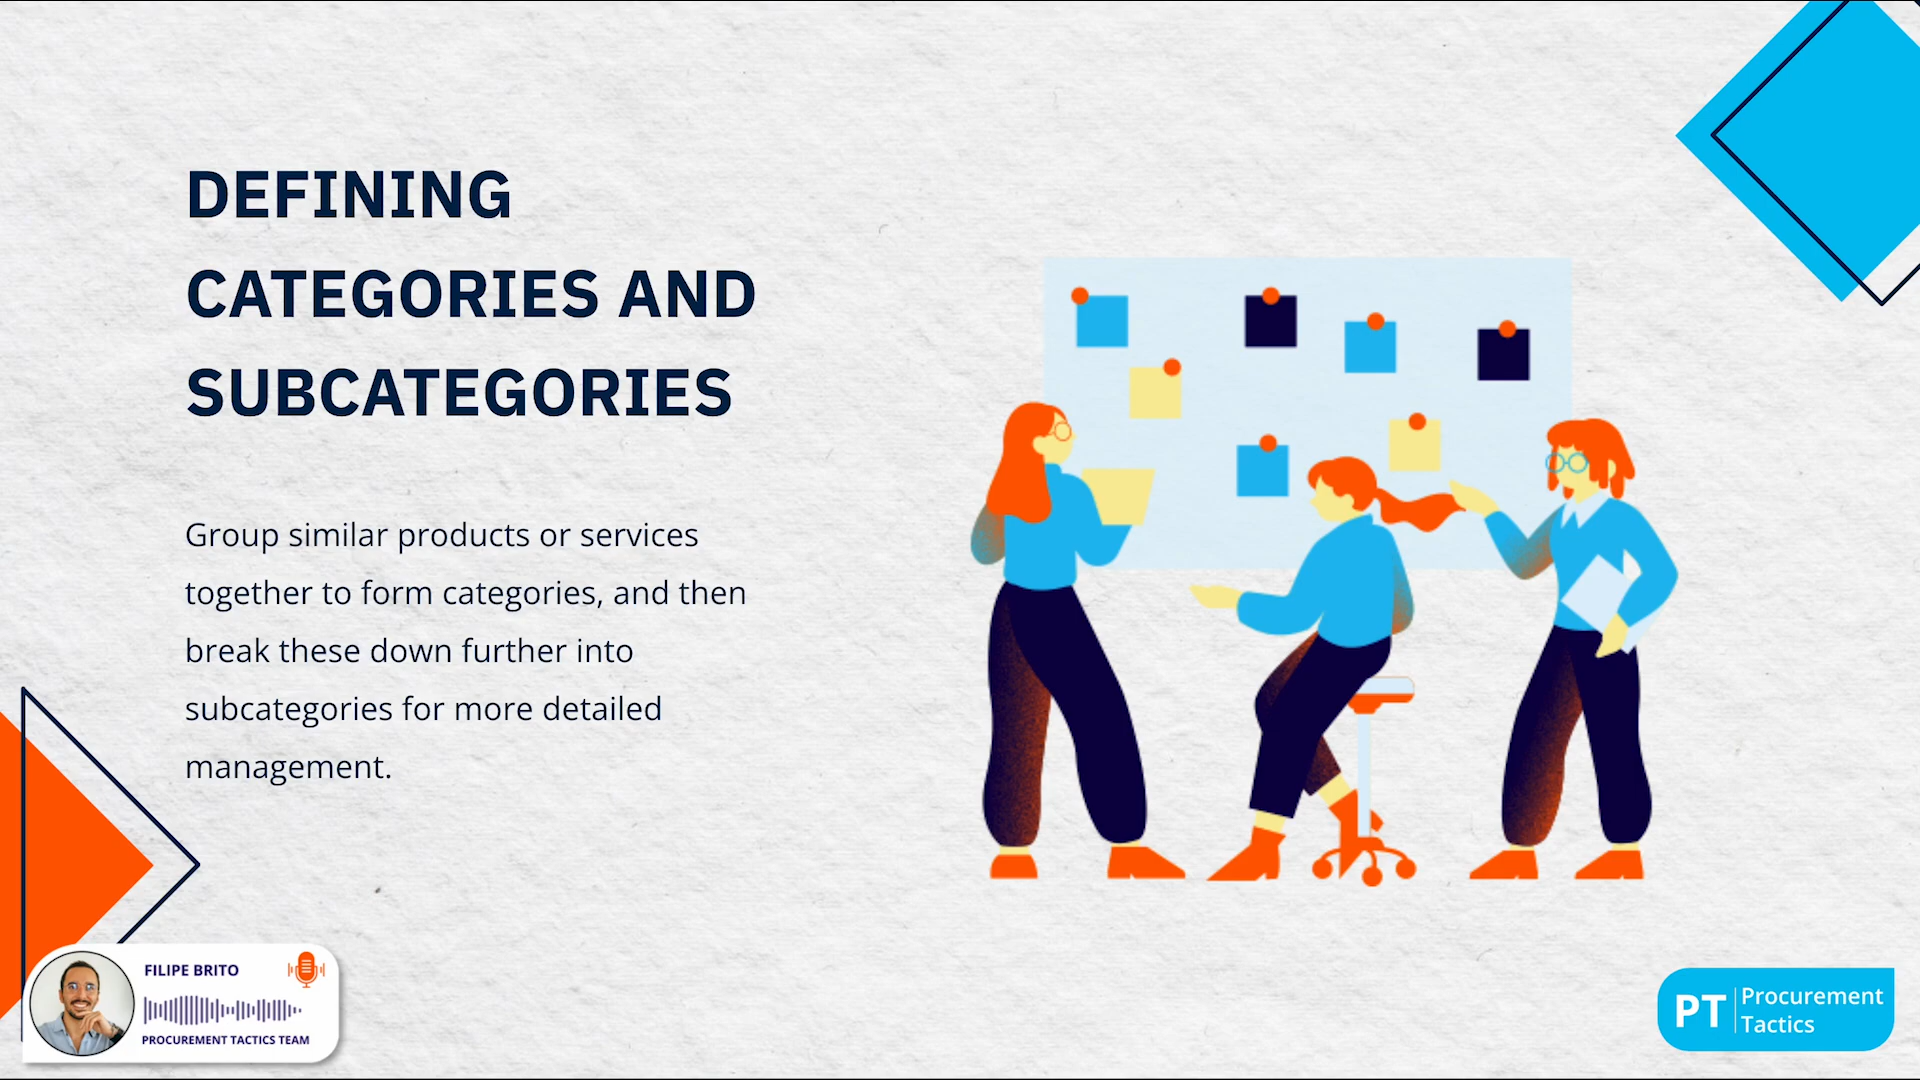 DEFINING
CATEGORIES AND
SUBCATEGORIES
Group similar products or services
together to form categories, and then
break these down further into
subcategories for more detailed
management.
FILIPE BRITO
PROCUREMENT TACTICS TEAM
PT Procurement
Tactics